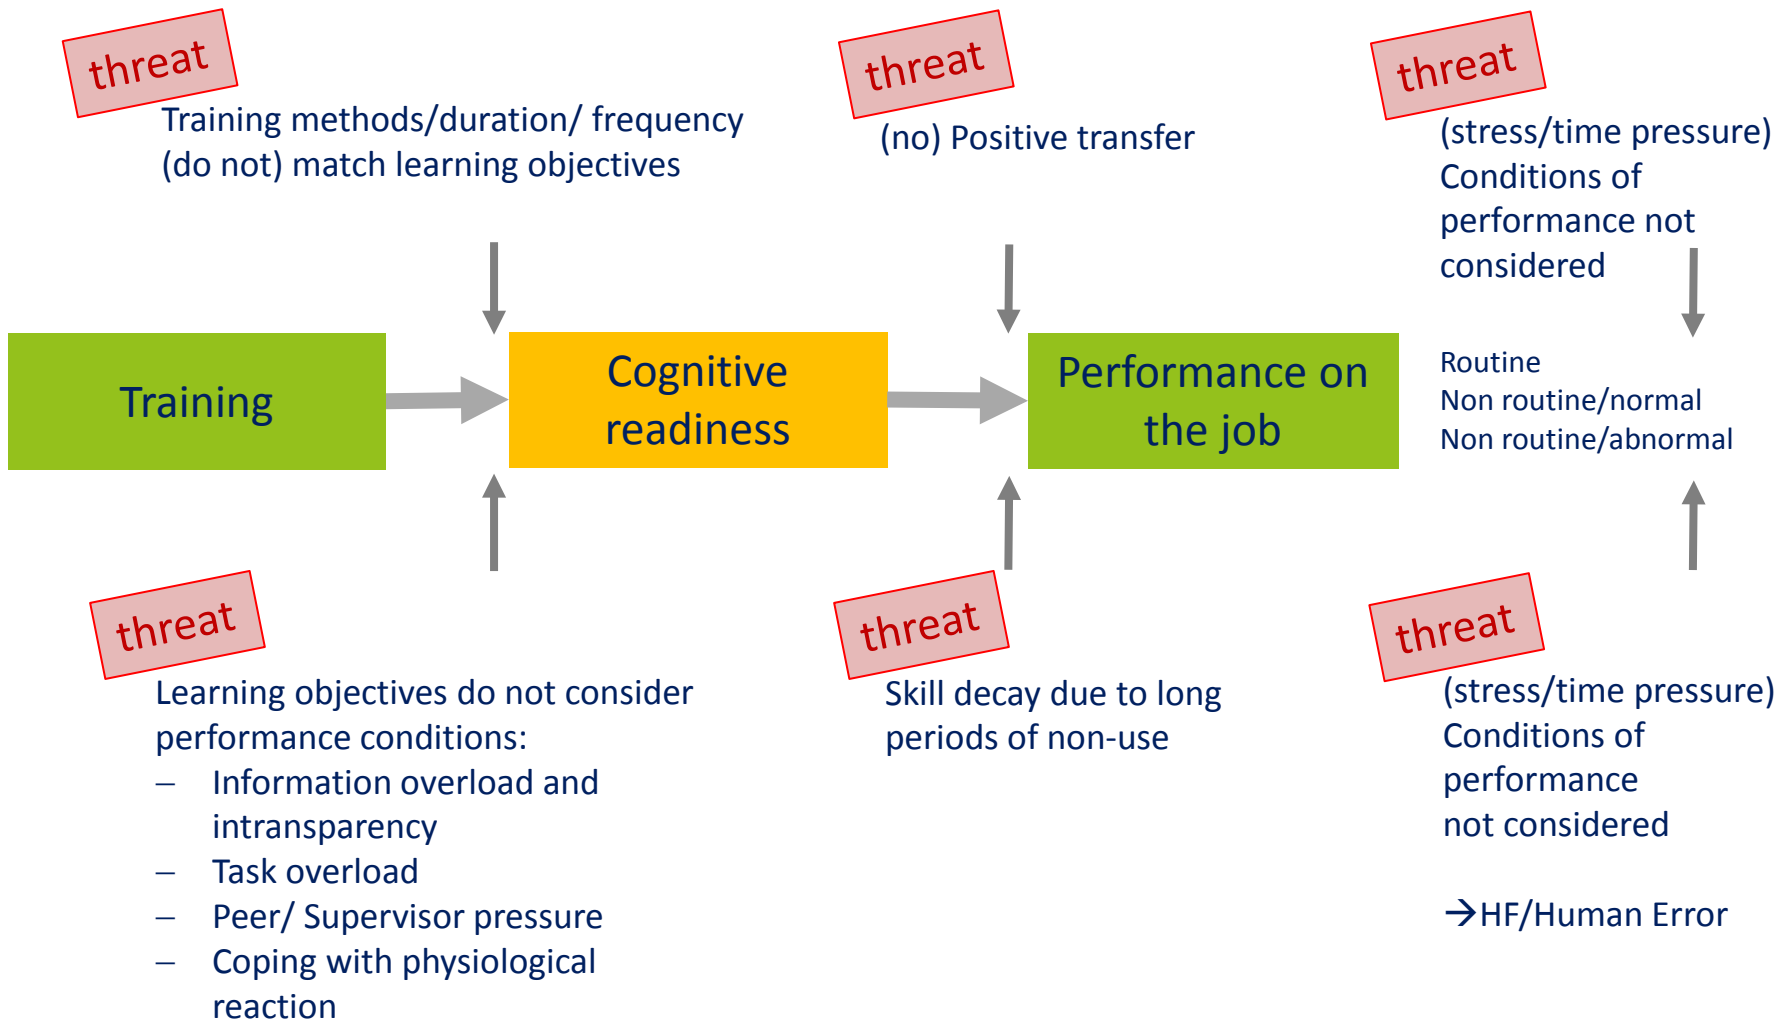 threat
Training methods/duration/ frequency
(do not) match learning objectives
threat
(no) Positive transfer
threat
(stress/time pressure)
Conditions of
performance not
considered
Training
Cognitive
readiness
Performance on
the job
Routine
Non routine/normal
Non routine/abnormal
threat
Learning objectives do not consider
performance conditions:
– Information overload and
intransparency
– Task overload
– Peer/ Supervisor pressure
– Coping with physiological
reaction
threat
Skill decay due to long
periods of non-use
threat
(stress/time pressure)
Conditions of
performance
not considered
→HF/Human Error